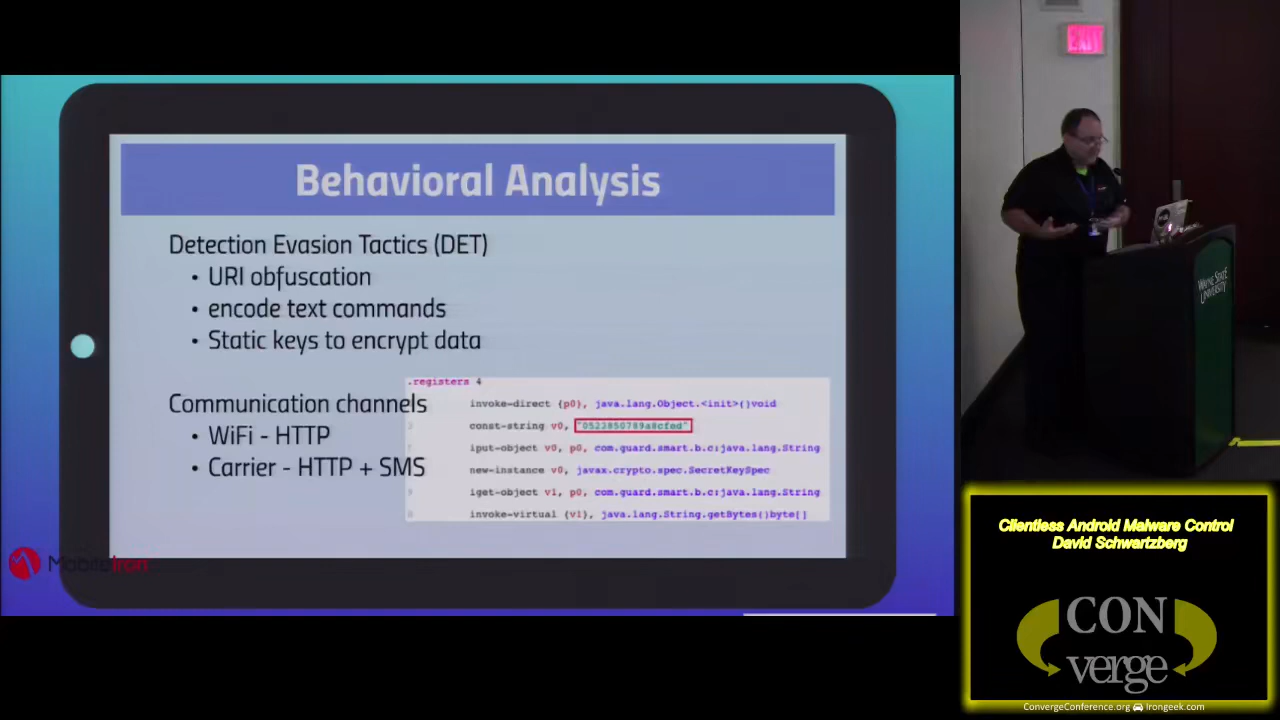 EXIT
Behavioral Analysis
Detection Evasion Tactics (DET)
• URI obfuscation
• encode text commands
• Static keys to encrypt data
Communication channels
• WiFi - HTTP
• Carrier - HTTP + SMS
.registers 4
invoke-direct {p0}, java.lang.Object.<init>()void
const-string v0, "0523850789a8cfed"
iput-object v0, p0, com.guard.smart.b.c:java.lang.String
new-instance v0, javax.crypto.spec.SecretKeySpec
iget-object v1, p0, com.guard.smart.b.c:java.lang.String
invoke-virtual {v1}, java.lang.String.getBytes()byte[]
MobileIron
WAYNE STATE
UNIVERSITY
Clientless Android Malware Control
David Schwartzberg
CON
verge
ConvergeConference.org Irongeek.com